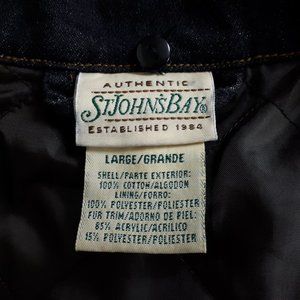 AUTHENTIC
ST.JOHN'S BAY®
ESTABLISHED 1984
LARGE/GRANDE
SHELL/PARTE EXTERIOR:
100% COTTON/ALGODON
LINING/FORRO:
100% POLYESTER/POLIESTER
FUR TRIM/ADORNO DE PIEL:
85% ACRYLIC/ACRILICO
15% POLYESTER/POLIESTER